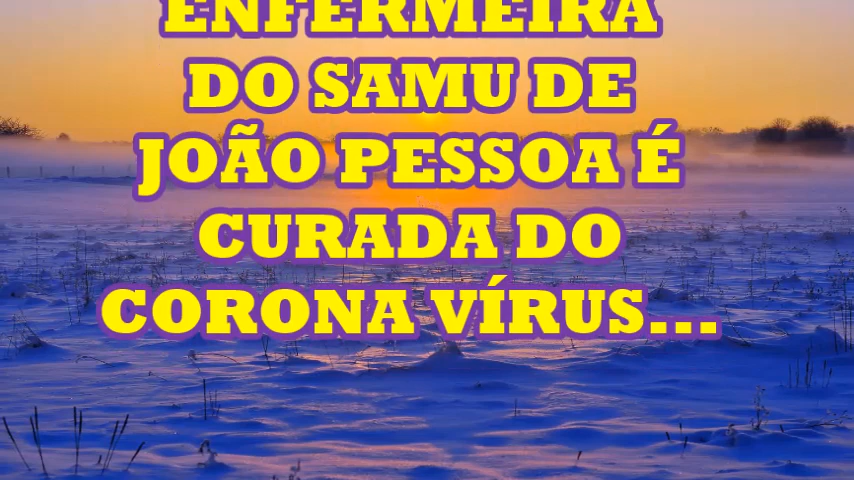 ENFERMEIRA
DO SAMU DE
JOÃO PESSOA É
CURADA DO
CORONA VÍRUS...